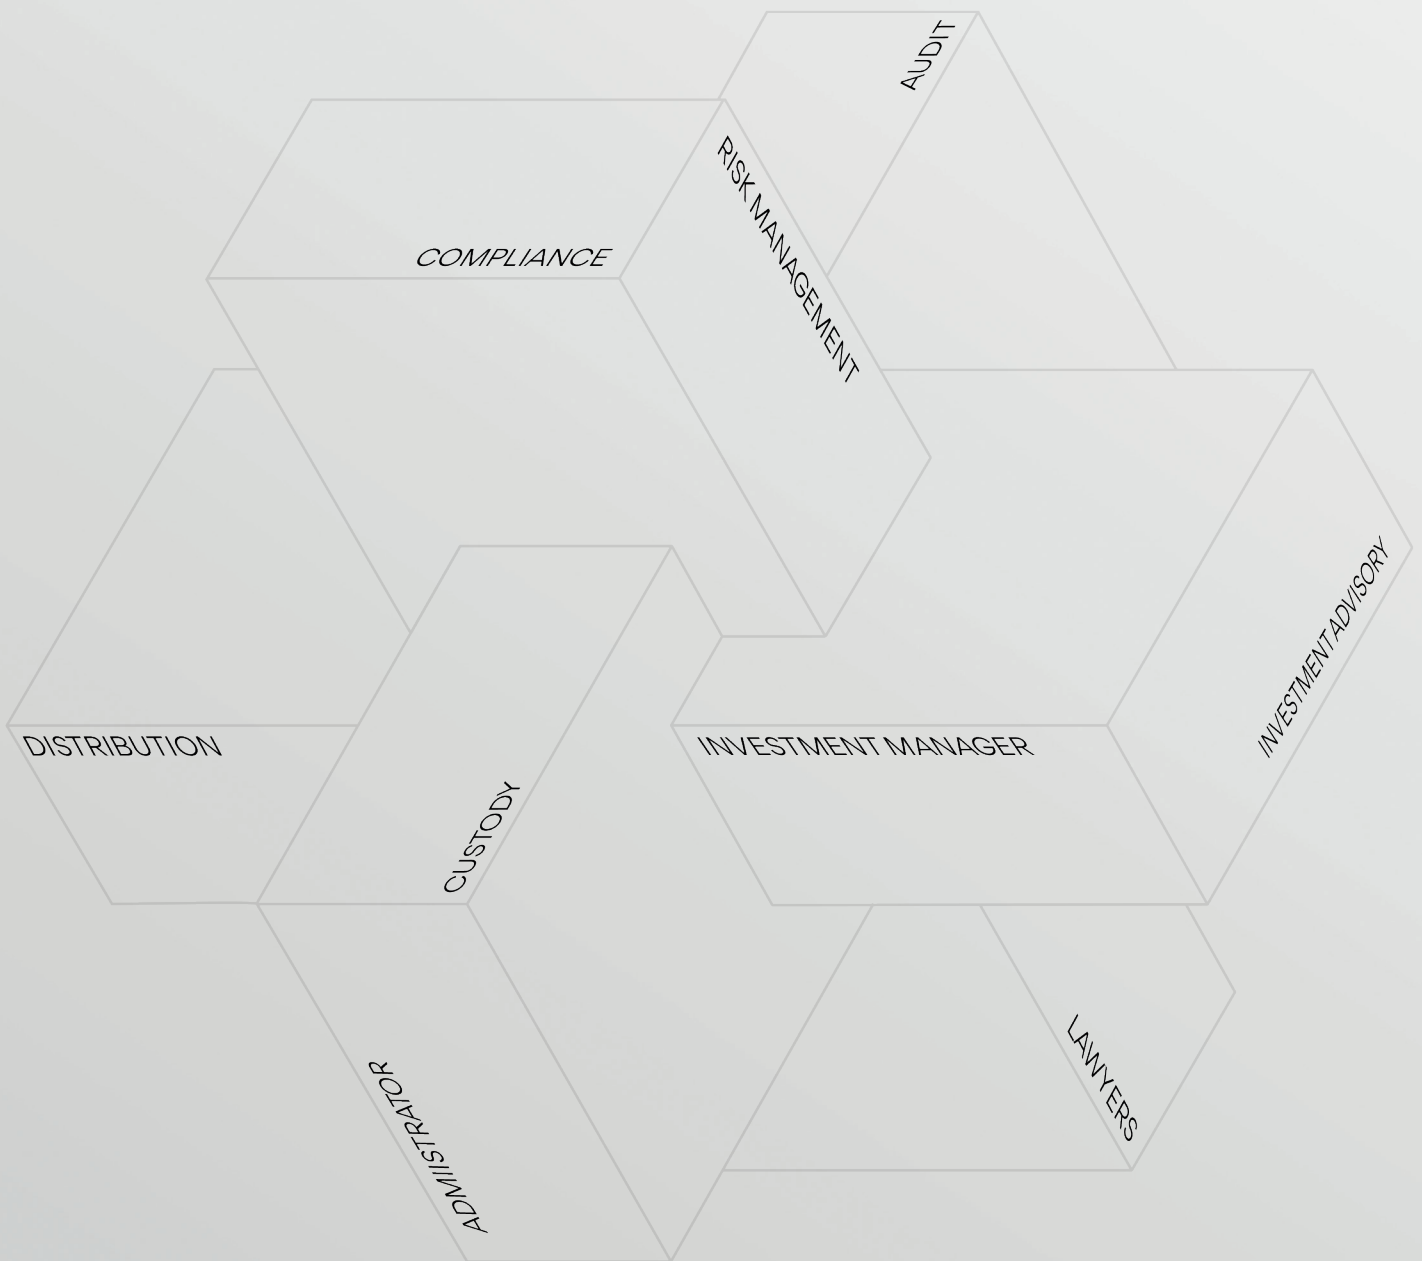 AUDIT
RISK MANAGEMENT
COMPLIANCE
INVESTMENT ADVISORY
DISTRIBUTION
INVESTMENT MANAGER
CUSTODY
LAWYERS
ADMIISTRATOR